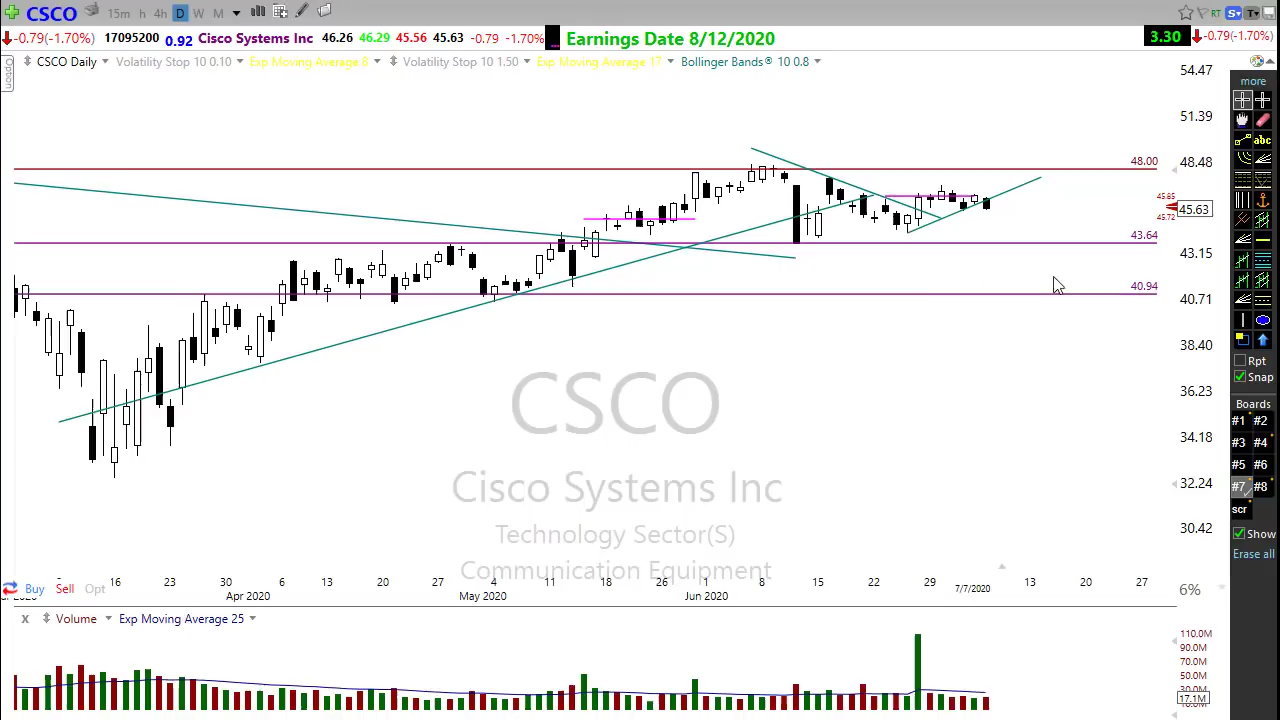 CSCO 15m h 4h D W M RT S T
-0.79(-1.70%) 17095200 0.92 Cisco Systems Inc 46.26 46.29 45.56 45.63 -0.79 -1.70% ... Earnings Date 8/12/2020 3.30 -0.79(-1.70%)
Option CSCO Daily Volatility Stop 10 0.10 Exp Moving Average 8 Volatility Stop 10 1.50 Exp Moving Average 17 Bollinger Bands® 10 0.8
54.47
more
51.39
abc
48.00
48.48
45.85
45.63
45.72
43.64
43.15
40.94
40.71
38.40
Rpt
Snap
36.23
CSCO
Boards
#1 #2
34.18
#3 #4
#5 #6
Cisco Systems Inc
32.24
#7 #8
scr
30.42
Technology Sector(S)
Show
Erase all
Communication Equipment
16 23 30 6 13 20 27 4 11 18 26 1 8 15 22 29 7/7/2020 13 20 27
Buy Sell Opt
6%
Apr 2020 May 2020 Jun 2020
x Volume Exp Moving Average 25
110.0M
90.0M
70.0M
50.0M
30.0M
17.1M